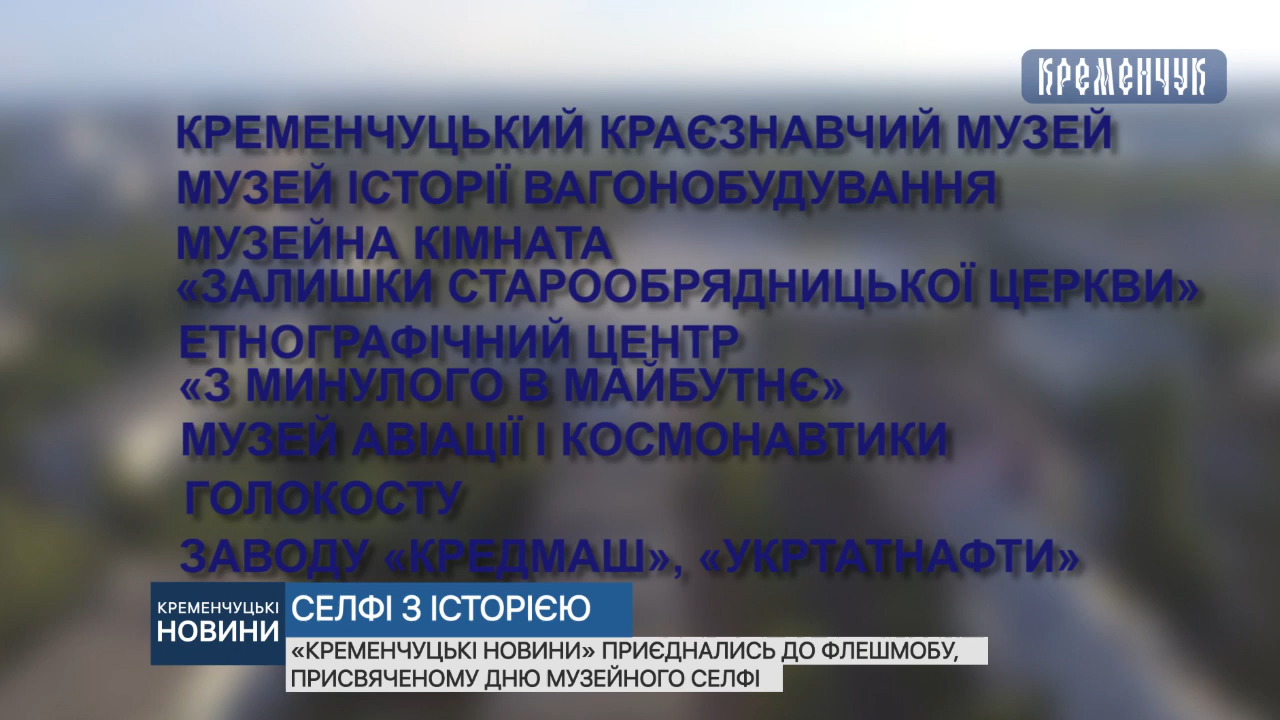 КРЕМЕНЧУК
КРЕМЕНЧУЦЬКИЙ КРАЄЗНАВЧИЙ МУЗЕЙ
МУЗЕЙ ІСТОРІЇ ВАГОНОБУДУВАННЯ
МУЗЕЙНА КІМНАТА
«ЗАЛИШКИ СТАРООБРЯДНИЦЬКОЇ ЦЕРКВИ»
ЕТНОГРАФІЧНИЙ ЦЕНТР
«З МИНУЛОГО В МАЙБУТНЄ»
МУЗЕЙ АВІАЦІЇ І КОСМОНАВТИКИ
ГОЛОКОСТУ
ЗАВОДУ «КРЕДМАШ», «УКРТАТНАФТИ»
КРЕМЕНЧУЦЬКІ
НОВИНИ
СЕЛФІ З ІСТОРІЄЮ
«КРЕМЕНЧУЦЬКІ НОВИНИ» ПРИЄДНАЛИСЬ ДО ФЛЕШМОБУ,
ПРИСВЯЧЕНОМУ ДНЮ МУЗЕЙНОГО СЕЛФІ